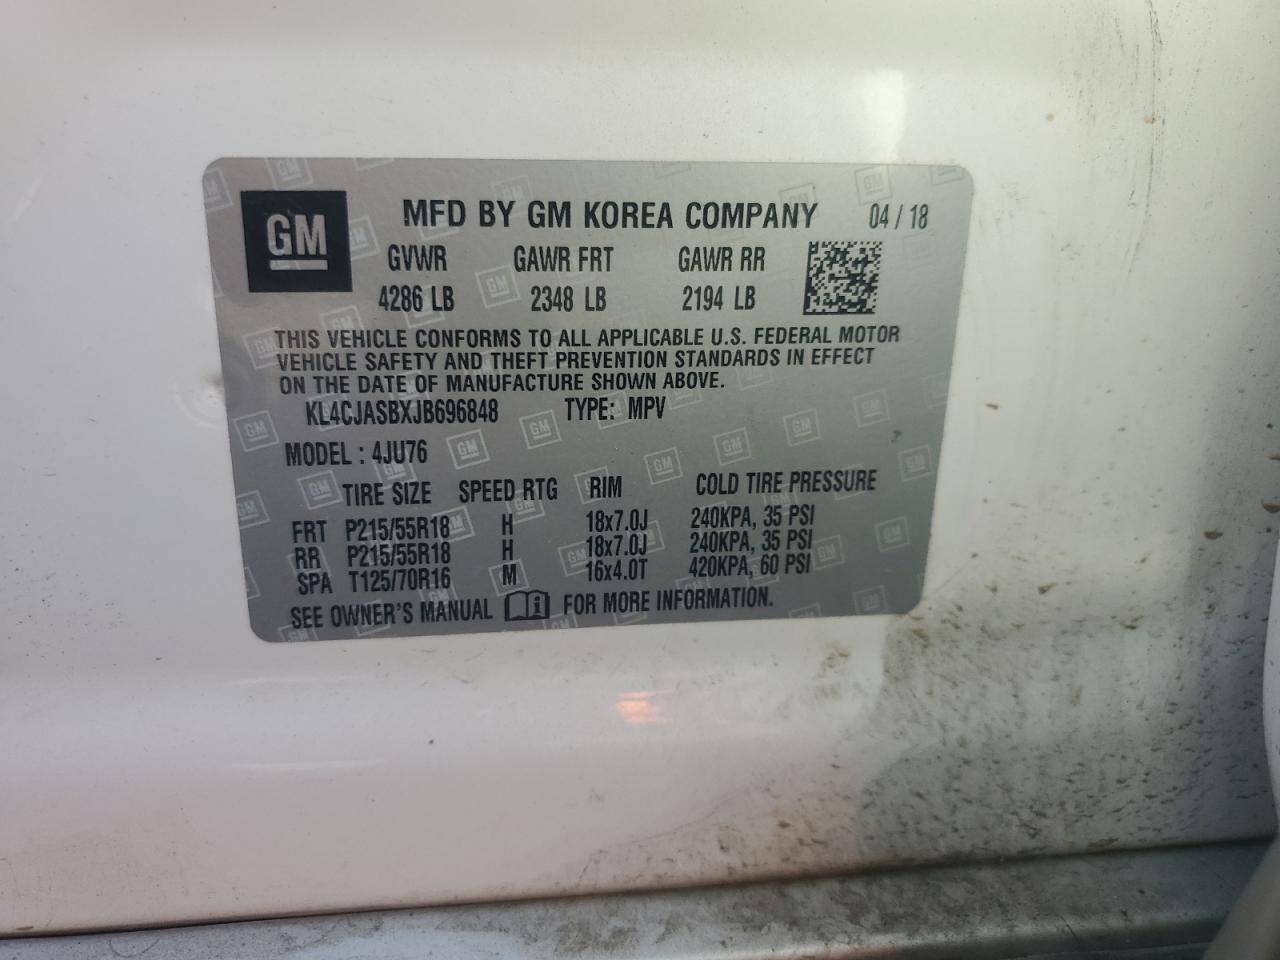 GM MFD BY GM KOREA COMPANY 04 / 18
GVWR GAWR FRT GAWR RR
4286 LB 2348 LB 2194 LB
THIS VEHICLE CONFORMS TO ALL APPLICABLE U.S. FEDERAL MOTOR
VEHICLE SAFETY AND THEFT PREVENTION STANDARDS IN EFFECT
ON THE DATE OF MANUFACTURE SHOWN ABOVE.
KL4CJASBXJB696848 TYPE: MPV
MODEL : 4JU76
TIRE SIZE SPEED RTG RIM COLD TIRE PRESSURE
FRT P215/55R18 H 18x7.0J 240KPA, 35 PSI
RR P215/55R18 H 18x7.0J 240KPA, 35 PSI
SPA T125/70R16 M 16x4.0T 420KPA, 60 PSI
SEE OWNER'S MANUAL FOR MORE INFORMATION.